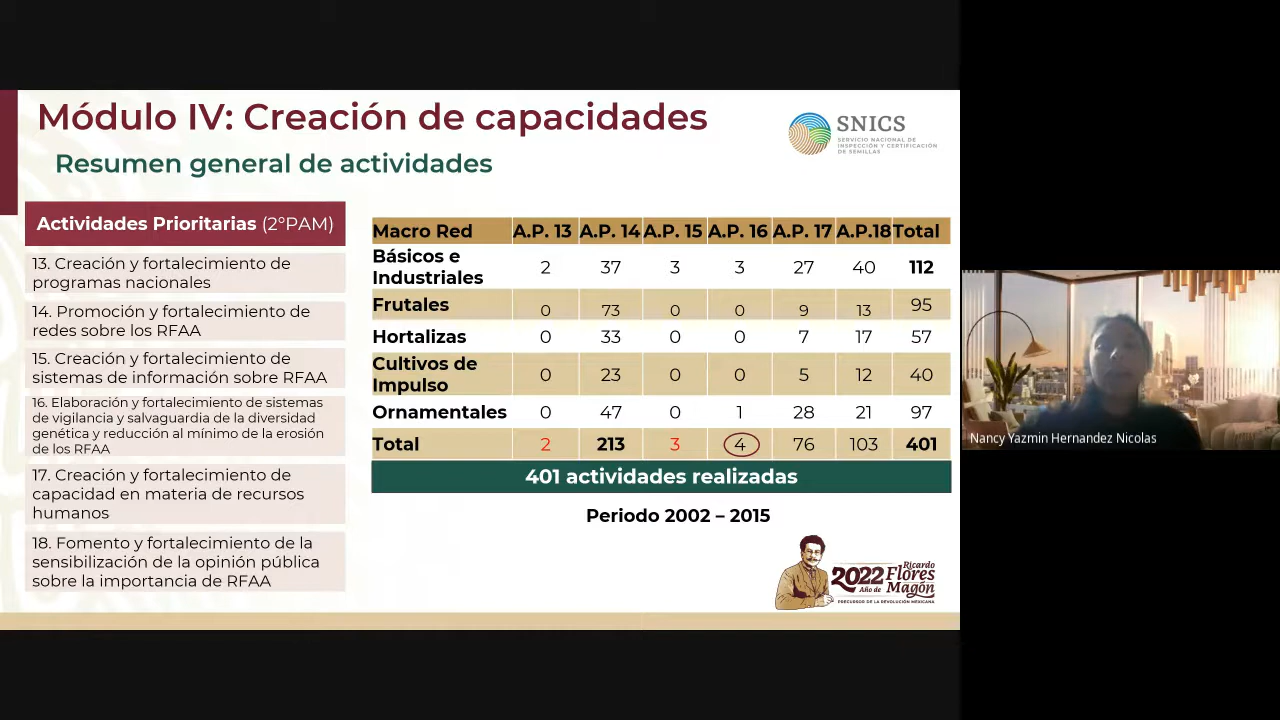 Módulo IV: Creación de capacidades
Resumen general de actividades
SNICS
SERVICIO NACIONAL DE
INSPECCIÓN Y CERTIFICACIÓN
DE SEMILLAS
Actividades Prioritarias (2°PAM)
13. Creación y fortalecimiento de
programas nacionales
14. Promoción y fortalecimiento de
redes sobre los RFAA
15. Creación y fortalecimiento de
sistemas de información sobre RFAA
16. Elaboración y fortalecimiento de sistemas
de vigilancia y salvaguardia de la diversidad
genética y reducción al mínimo de la erosión
de los RFAA
17. Creación y fortalecimiento de
capacidad en materia de recursos
humanos
18. Fomento y fortalecimiento de la
sensibilización de la opinión pública
sobre la importancia de RFAA
Macro Red A.P. 13 A.P. 14 A.P. 15 A.P. 16 A.P. 17 A.P.18 Total
Básicos e
Industriales 2 37 3 3 27 40 112
Frutales 0 73 0 0 9 13 95
Hortalizas 0 33 0 0 7 17 57
Cultivos de
Impulso 0 23 0 0 5 12 40
Ornamentales 0 47 0 1 28 21 97
Total 2 213 3 4 76 103 401
401 actividades realizadas
Periodo 2002 – 2015
2022 Ricardo
Año de Flores
Magón
PRECURSOR DE LA REVOLUCIÓN MEXICANA
Nancy Yazmin Hernandez Nicolas